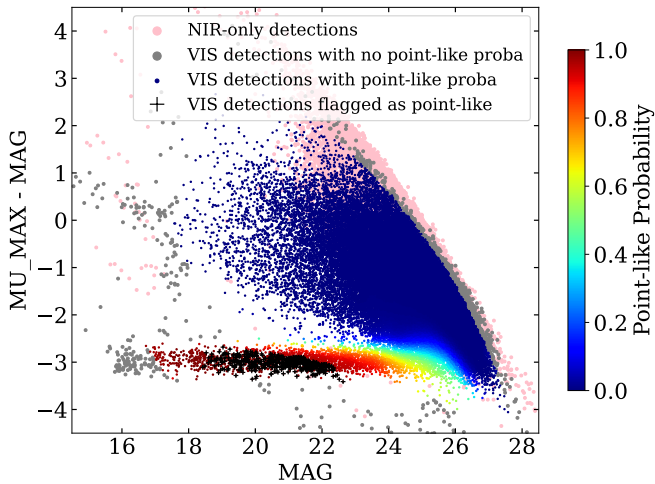 NIR-only detections
VIS detections with no point-like proba
VIS detections with point-like proba
VIS detections flagged as point-like
4
3
2
1
0
−1
−2
−3
−4
MU_MAX - MAG
16 18 20 22 24 26 28
MAG
1.0
0.8
0.6
0.4
0.2
0.0
Point-like Probability